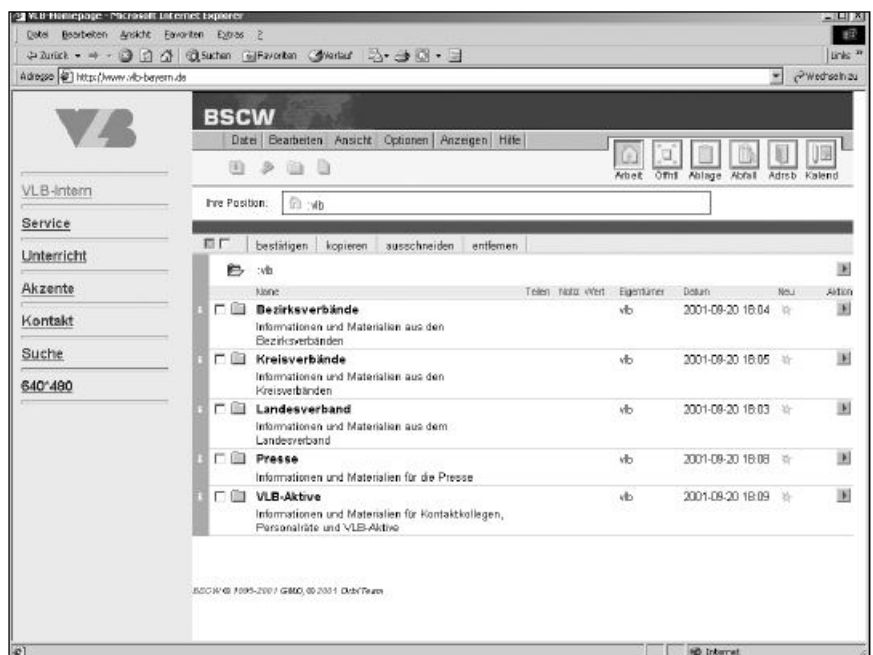 VLB-Homepage - Microsoft Internet Explorer
Datei Bearbeiten Ansicht Favoriten Extras ?
Zurück Suchen Favoriten Verlauf Links »
Adresse http://www.vlb-bayern.de Wechseln zu
VLB
VLB-Intern
Service
Unterricht
Akzente
Kontakt
Suche
640*480
BSCW
Datei Bearbeiten Ansicht Optionen Anzeigen Hilfe
Arbeit Öffntl Ablage Abfall Adrsb Kalend
Ihre Position: :vlb
bestätigen kopieren ausschneiden entfernen
:vlb
Name Teilen Notiz Wert Eigentümer Datum Neu Aktion
Bezirksverbände vlb 2001-09-20 18:04
Informationen und Materialien aus den
Bezirksverbänden
Kreisverbände vlb 2001-09-20 18:05
Informationen und Materialien aus den
Kreisverbänden
Landesverband vlb 2001-09-20 18:03
Informationen und Materialien aus dem
Landesverband
Presse vlb 2001-09-20 18:08
Informationen und Materialien für die Presse
VLB-Aktive vlb 2001-09-20 18:09
Informationen und Materialien für Kontaktkollegen,
Personalräte und VLB-Aktive
BSCW © 1995-2001 GMD, © 2001 OrbiTeam
Internet